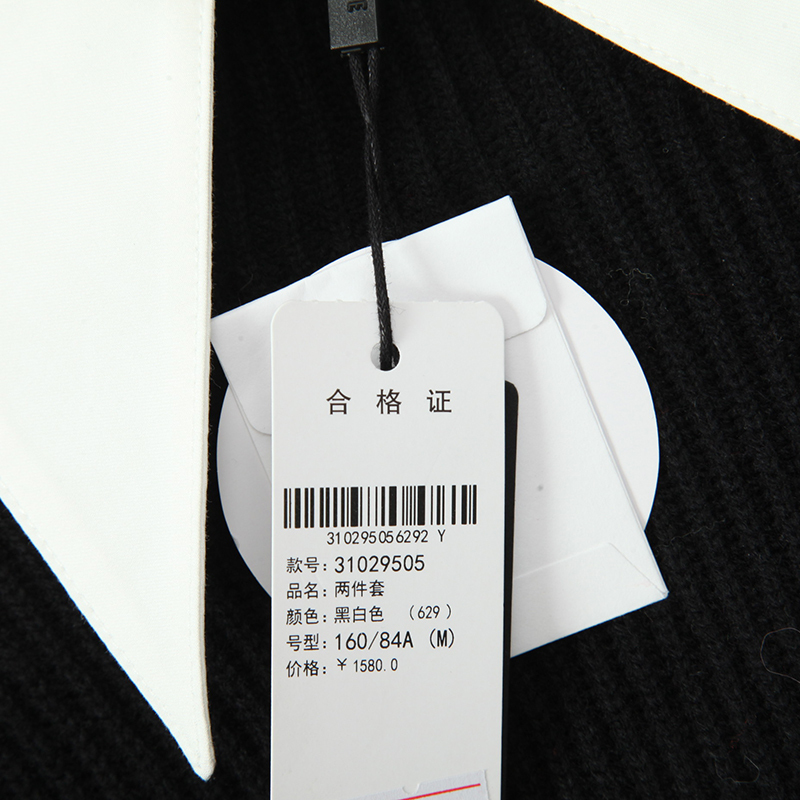 合格证
310295056292 Y
款号: 31029505
品名: 两件套
颜色: 黑白色 (629)
号型: 160/84A (M)
价格: ￥1580.0